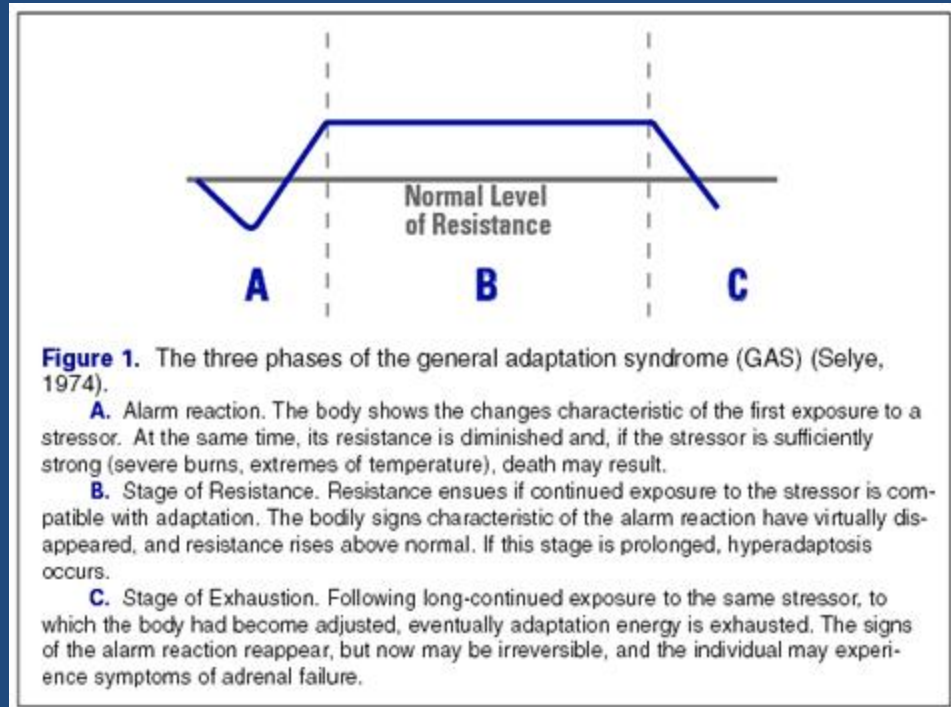 Normal Level
of Resistance
A B C
Figure 1. The three phases of the general adaptation syndrome (GAS) (Selye,
1974).
A. Alarm reaction. The body shows the changes characteristic of the first exposure to a
stressor. At the same time, its resistance is diminished and, if the stressor is sufficiently
strong (severe burns, extremes of temperature), death may result.
B. Stage of Resistance. Resistance ensues if continued exposure to the stressor is com-
patible with adaptation. The bodily signs characteristic of the alarm reaction have virtually dis-
appeared, and resistance rises above normal. If this stage is prolonged, hyperadaptosis
occurs.
C. Stage of Exhaustion. Following long-continued exposure to the same stressor, to
which the body had become adjusted, eventually adaptation energy is exhausted. The signs
of the alarm reaction reappear, but now may be irreversible, and the individual may experi-
ence symptoms of adrenal failure.